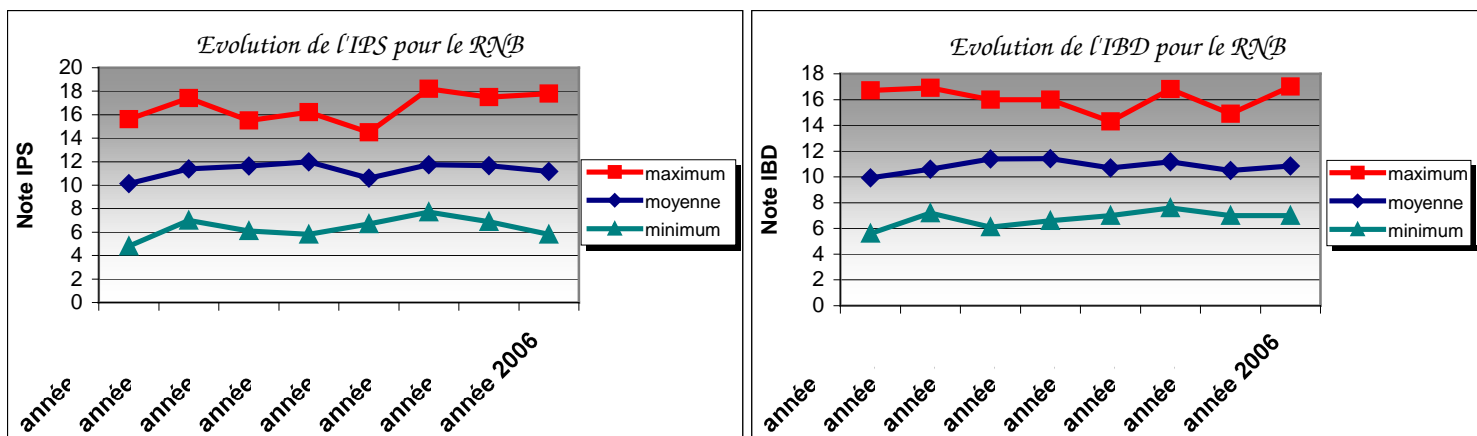 Evolution de l'IPS pour le RNB
Note IPS
20
18
16
14
12
10
8
6
4
2
0
maximum
moyenne
minimum
année
année
année
année
année
année
année
année 2006
Evolution de l'IBD pour le RNB
Note IBD
18
16
14
12
10
8
6
4
2
0
maximum
moyenne
minimum
année
année
année
année
année
année
année
année 2006